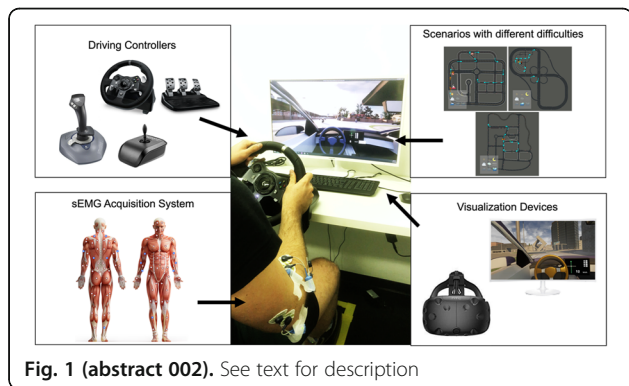 Driving Controllers
Scenarios with different difficulties
sEMG Acquisition System
Visualization Devices
Fig. 1 (abstract 002). See text for description